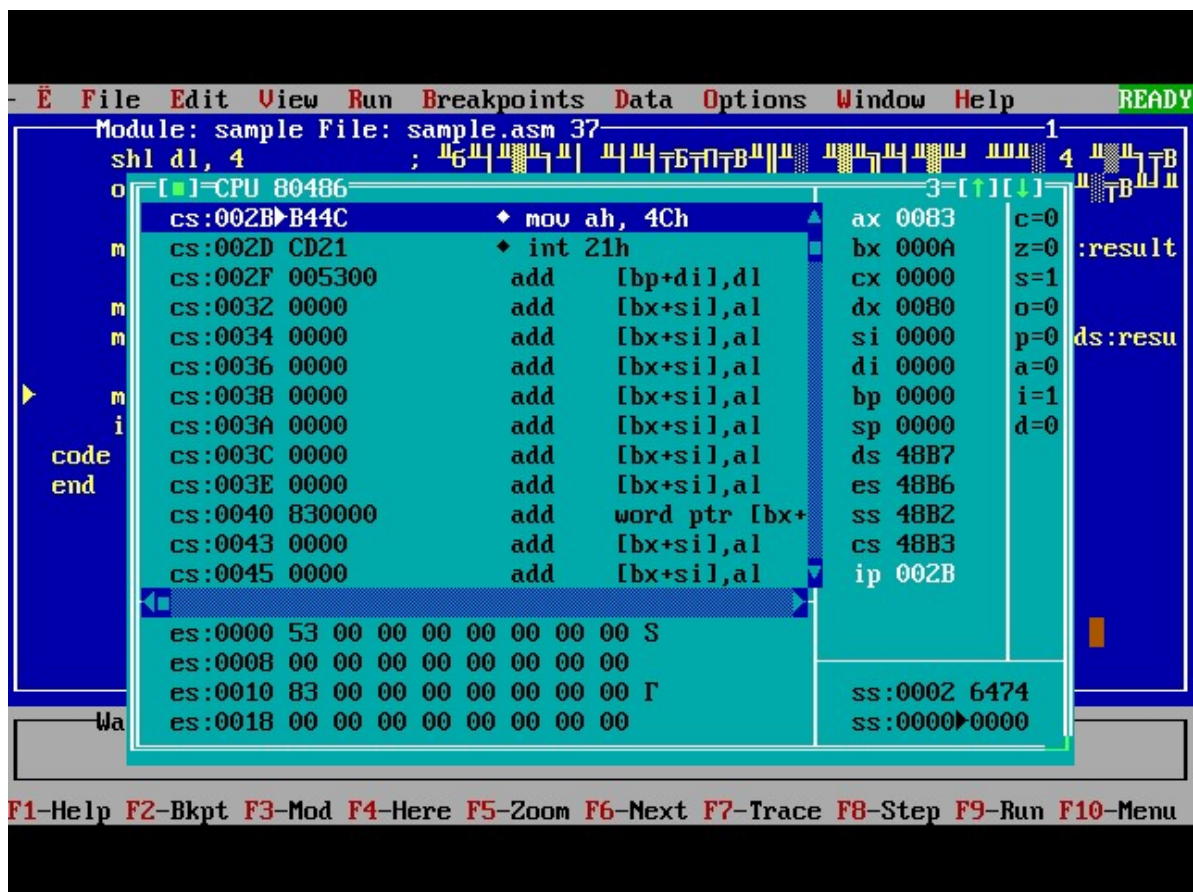 Ë File Edit View Run Breakpoints Data Options Window Help READY
Module: sample File: sample.asm 37 1
shl dl, 4 ; 4
o
[■]=CPU 80486 3=[↑][↓]
cs:002B►B44C ♦ mov ah, 4Ch
cs:002D CD21 ♦ int 21h
cs:002F 005300 add [bp+di],dl
cs:0032 0000 add [bx+si],al
cs:0034 0000 add [bx+si],al
cs:0036 0000 add [bx+si],al
cs:0038 0000 add [bx+si],al
cs:003A 0000 add [bx+si],al
cs:003C 0000 add [bx+si],al
cs:003E 0000 add [bx+si],al
cs:0040 830000 add word ptr [bx+
cs:0043 0000 add [bx+si],al
cs:0045 0000 add [bx+si],al
ax 0083
bx 000A
cx 0000
dx 0080
si 0000
di 0000
bp 0000
sp 0000
ds 48B7
es 48B6
ss 48B2
cs 48B3
ip 002B
c=0
z=0
s=1
o=0
p=0
a=0
i=1
d=0
:result
ds:resu
m
m
m
m
i
code
end
es:0000 53 00 00 00 00 00 00 00 S
es:0008 00 00 00 00 00 00 00 00
es:0010 83 00 00 00 00 00 00 00 Г
es:0018 00 00 00 00 00 00 00 00
ss:0002 6474
ss:0000►0000
Wa
F1-Help F2-Bkpt F3-Mod F4-Here F5-Zoom F6-Next F7-Trace F8-Step F9-Run F10-Menu